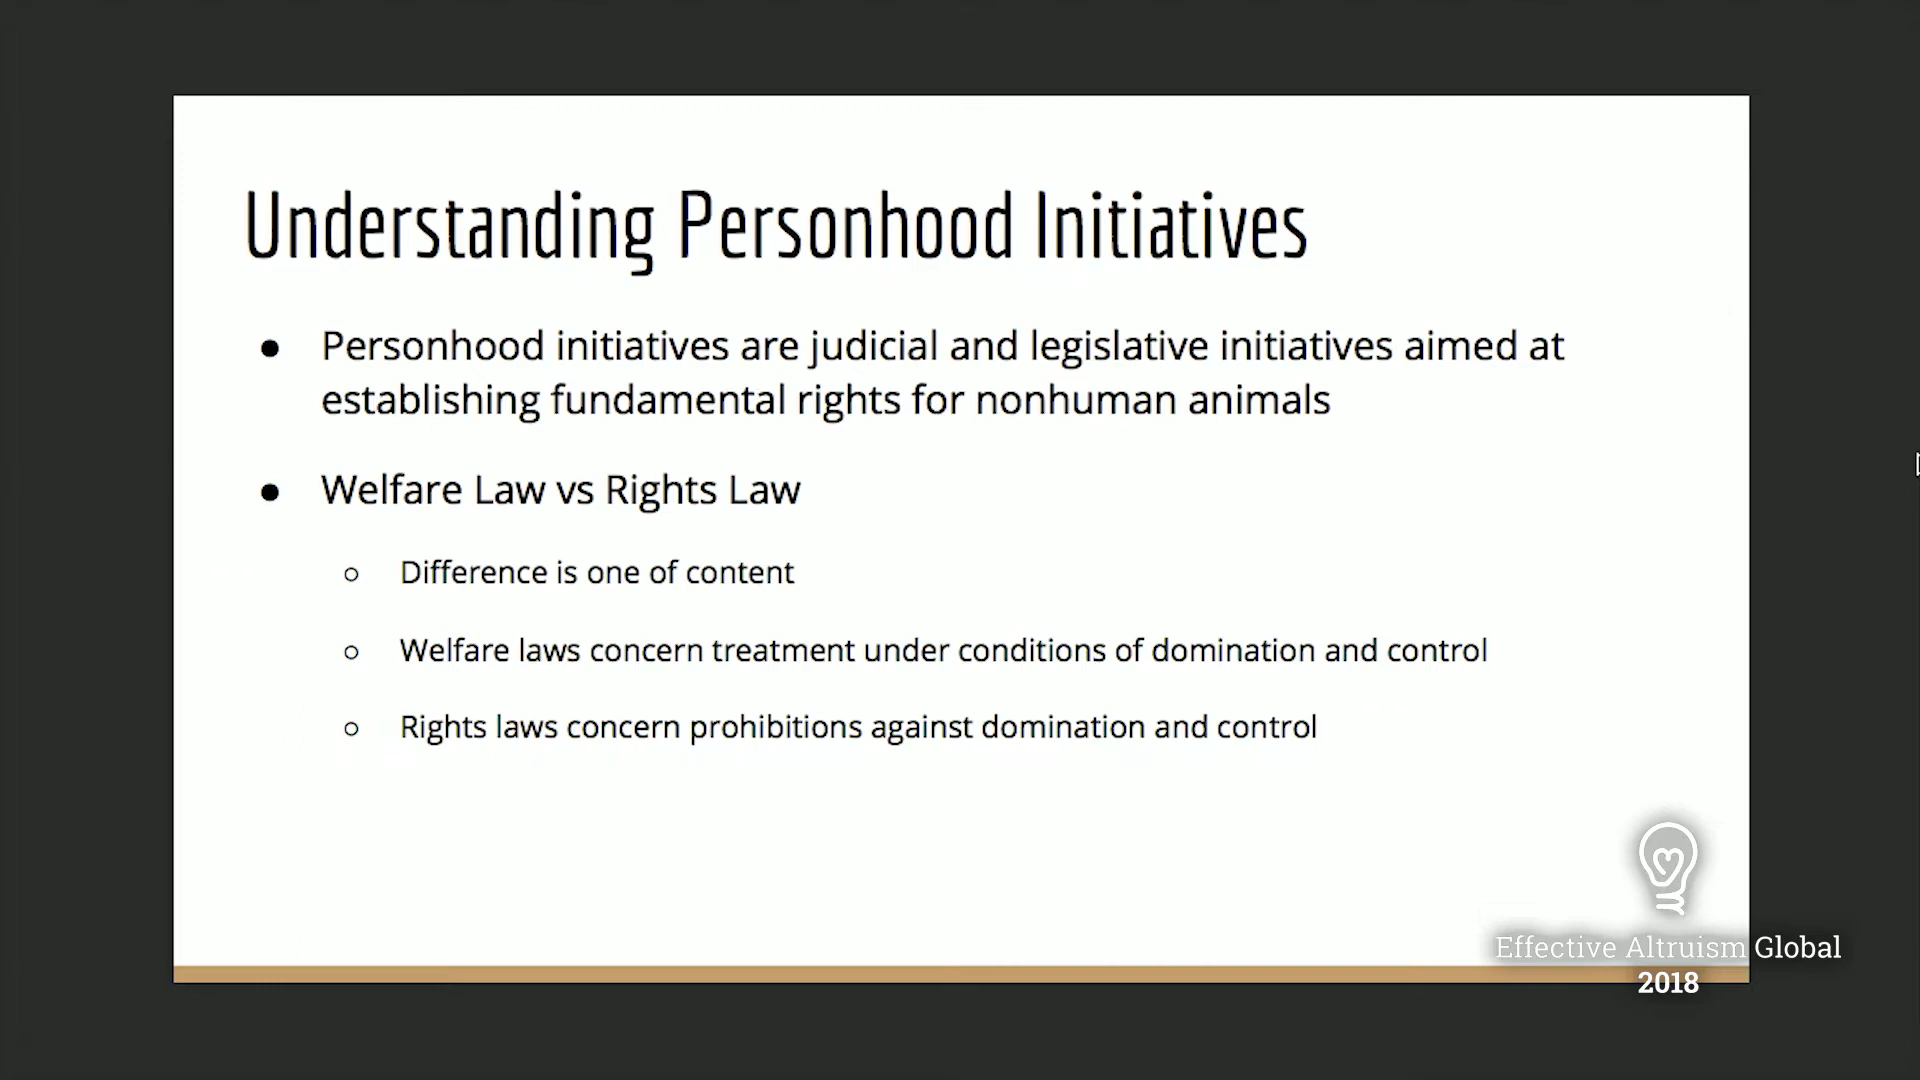 Understanding Personhood Initiatives
● Personhood initiatives are judicial and legislative initiatives aimed at
establishing fundamental rights for nonhuman animals
● Welfare Law vs Rights Law
○ Difference is one of content
○ Welfare laws concern treatment under conditions of domination and control
○ Rights laws concern prohibitions against domination and control
Effective Altruism Global
2018